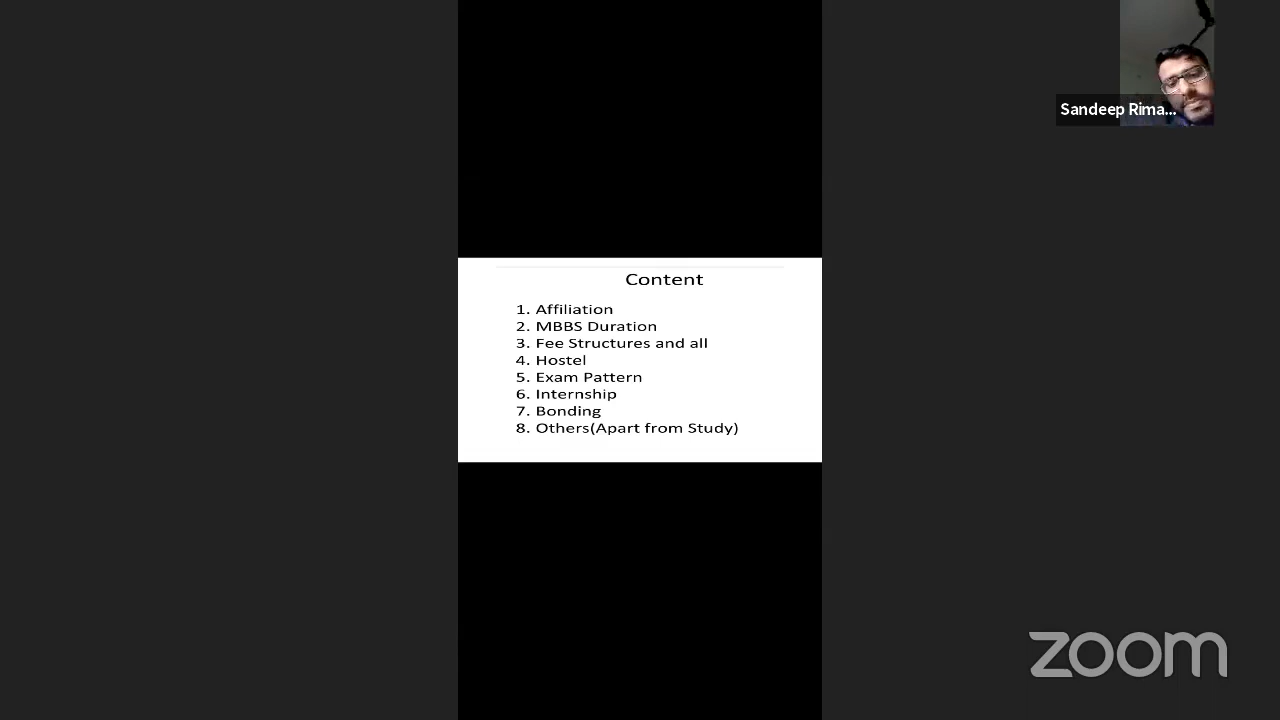 Sandeep Rima...
Content
1. Affiliation
2. MBBS Duration
3. Fee Structures and all
4. Hostel
5. Exam Pattern
6. Internship
7. Bonding
8. Others(Apart from Study)
zoom